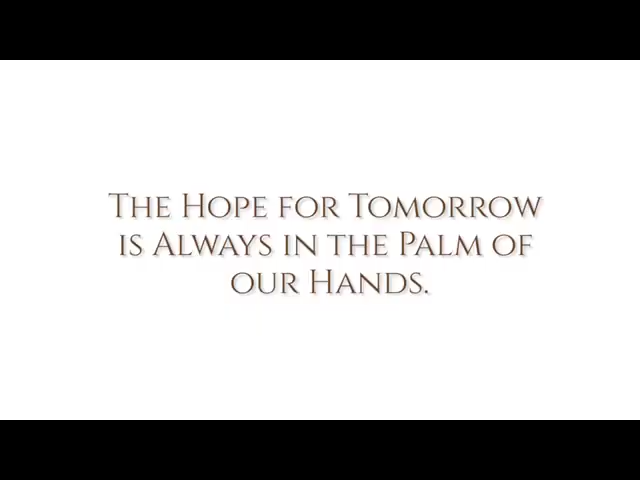 The Hope for Tomorrow
is Always in the Palm of
our Hands.